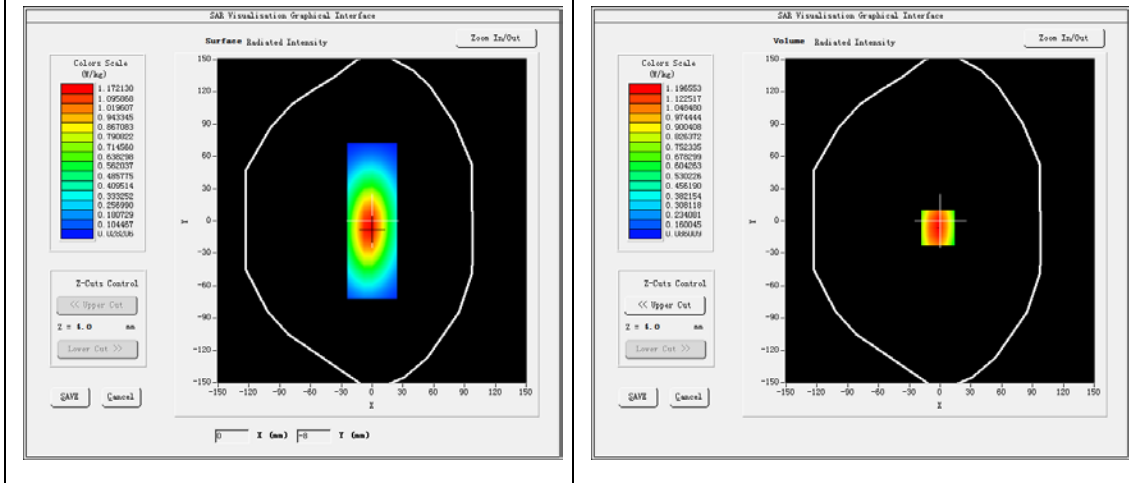 SAR Visualisation Graphical Interface
Surface Radiated Intensity
Zoom In/Out
Colors Scale
(W/kg)
1.172130
1.095868
1.019607
0.943345
0.867083
0.790822
0.714560
0.638298
0.562037
0.485775
0.409514
0.333252
0.256990
0.180729
0.104467
0.028206
150
120
90
60
30
0
-30
-60
-90
-120
-150
Y
-150 -120 -90 -60 -30 0 30 60 90 120 150
X
Z-Cuts Control
<< Upper Cut
Z = 4.0 mm
Lower Cut >>
SAVE Cancel
0 X (mm) -8 Y (mm)
SAR Visualisation Graphical Interface
Volume Radiated Intensity
Zoom In/Out
Colors Scale
(W/kg)
1.196553
1.122517
1.048480
0.974444
0.900408
0.826372
0.752335
0.678299
0.604263
0.530226
0.456190
0.382154
0.308118
0.234081
0.160045
0.086009
150
120
90
60
30
0
-30
-60
-90
-120
-150
Y
-150 -120 -90 -60 -30 0 30 60 90 120 150
X
Z-Cuts Control
<< Upper Cut
Z = 4.0 mm
Lower Cut >>
SAVE Cancel